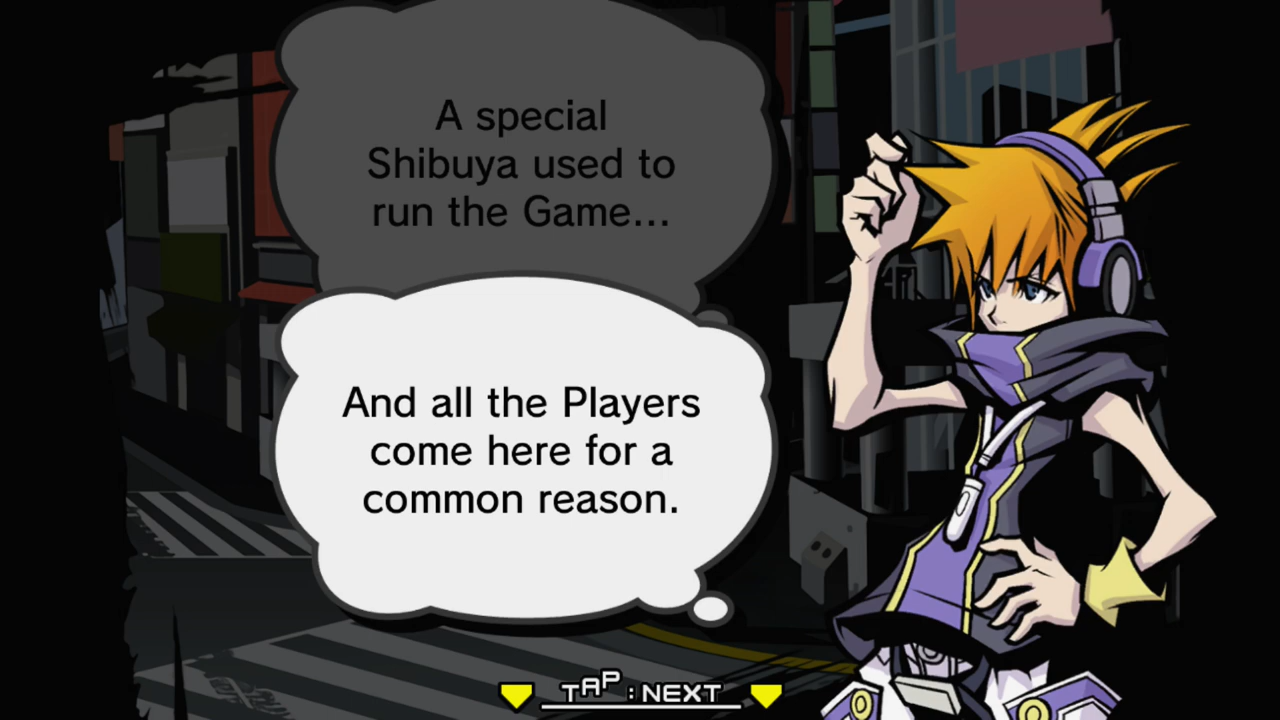 A special
Shibuya used to
run the Game...
And all the Players
come here for a
common reason.
TAP : NEXT